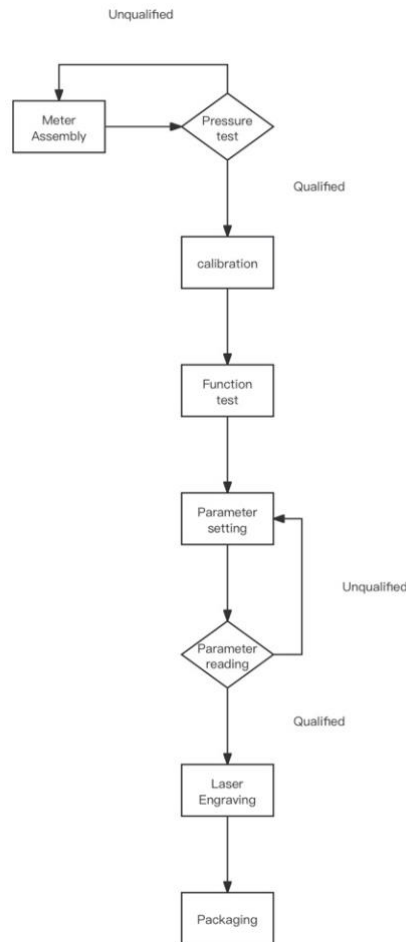 Unqualified
Meter
Assembly
Pressure
test
Qualified
calibration
Function
test
Parameter
setting
Unqualified
Parameter
reading
Qualified
Laser
Engraving
Packaging